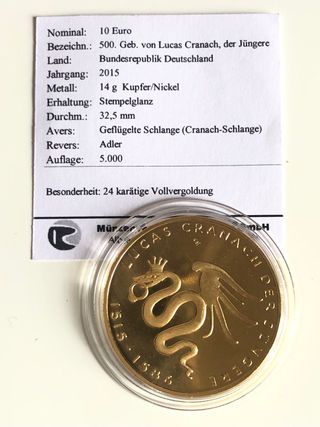 Nominal: 10 Euro
Bezeichn.: 500. Geb. von Lucas Cranach, der Jüngere
Land: Bundesrepublik Deutschland
Jahrgang: 2015
Metall: 14 g Kupfer/Nickel
Erhaltung: Stempelglanz
Durchm.: 32,5 mm
Avers: Geflügelte Schlange (Cranach-Schlange)
Revers: Adler
Auflage: 5.000
Besonderheit: 24 karätige Vollvergoldung
LUCAS CRANACH DER JÜNGERE
1515 - 1586